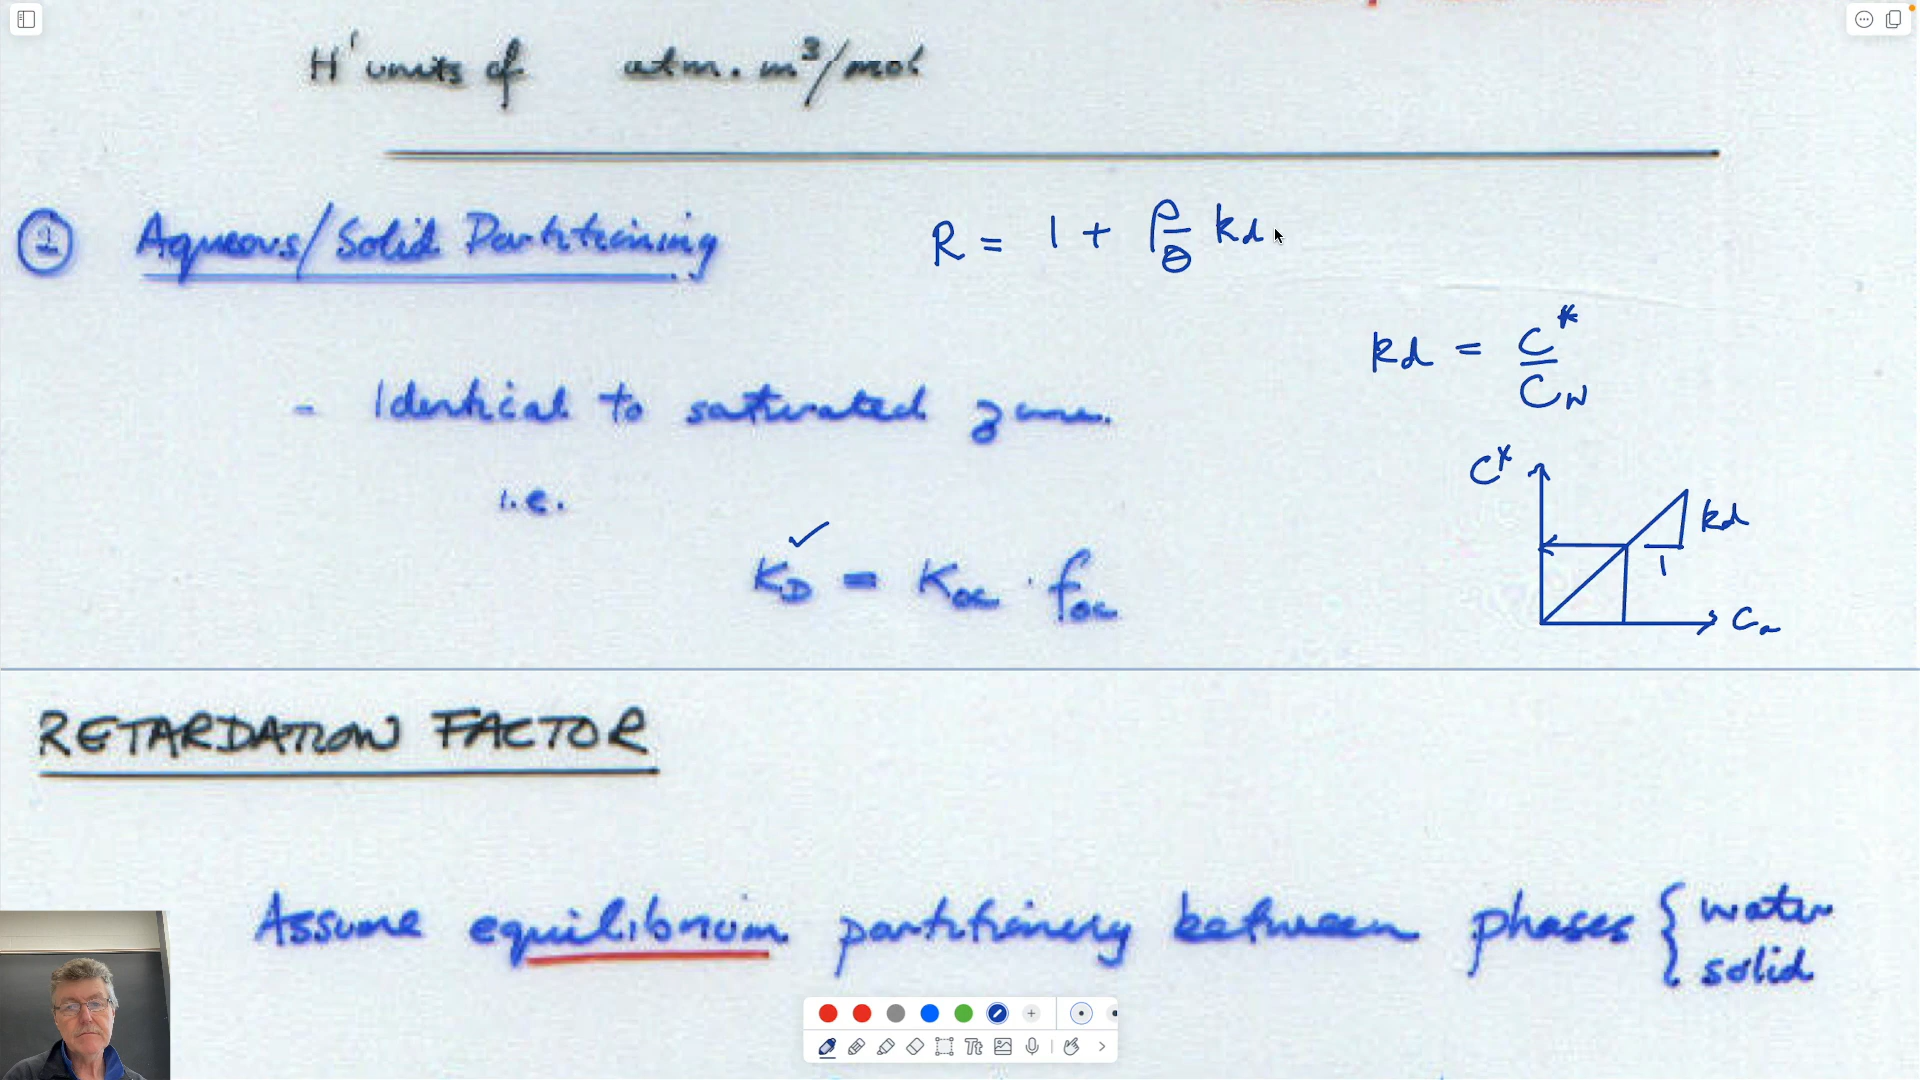 H' units of atm. m³/mol
② Aqueous/Solid Partitioning
R = 1 + ρ/θ kd
kd = C*/Cw
- Identical to saturated zone.
i.e.
C*
kd
1
KD = Koc · foc
RETARDATION FACTOR
Assume equilibrium partitioning between phases { water
solid
Tt